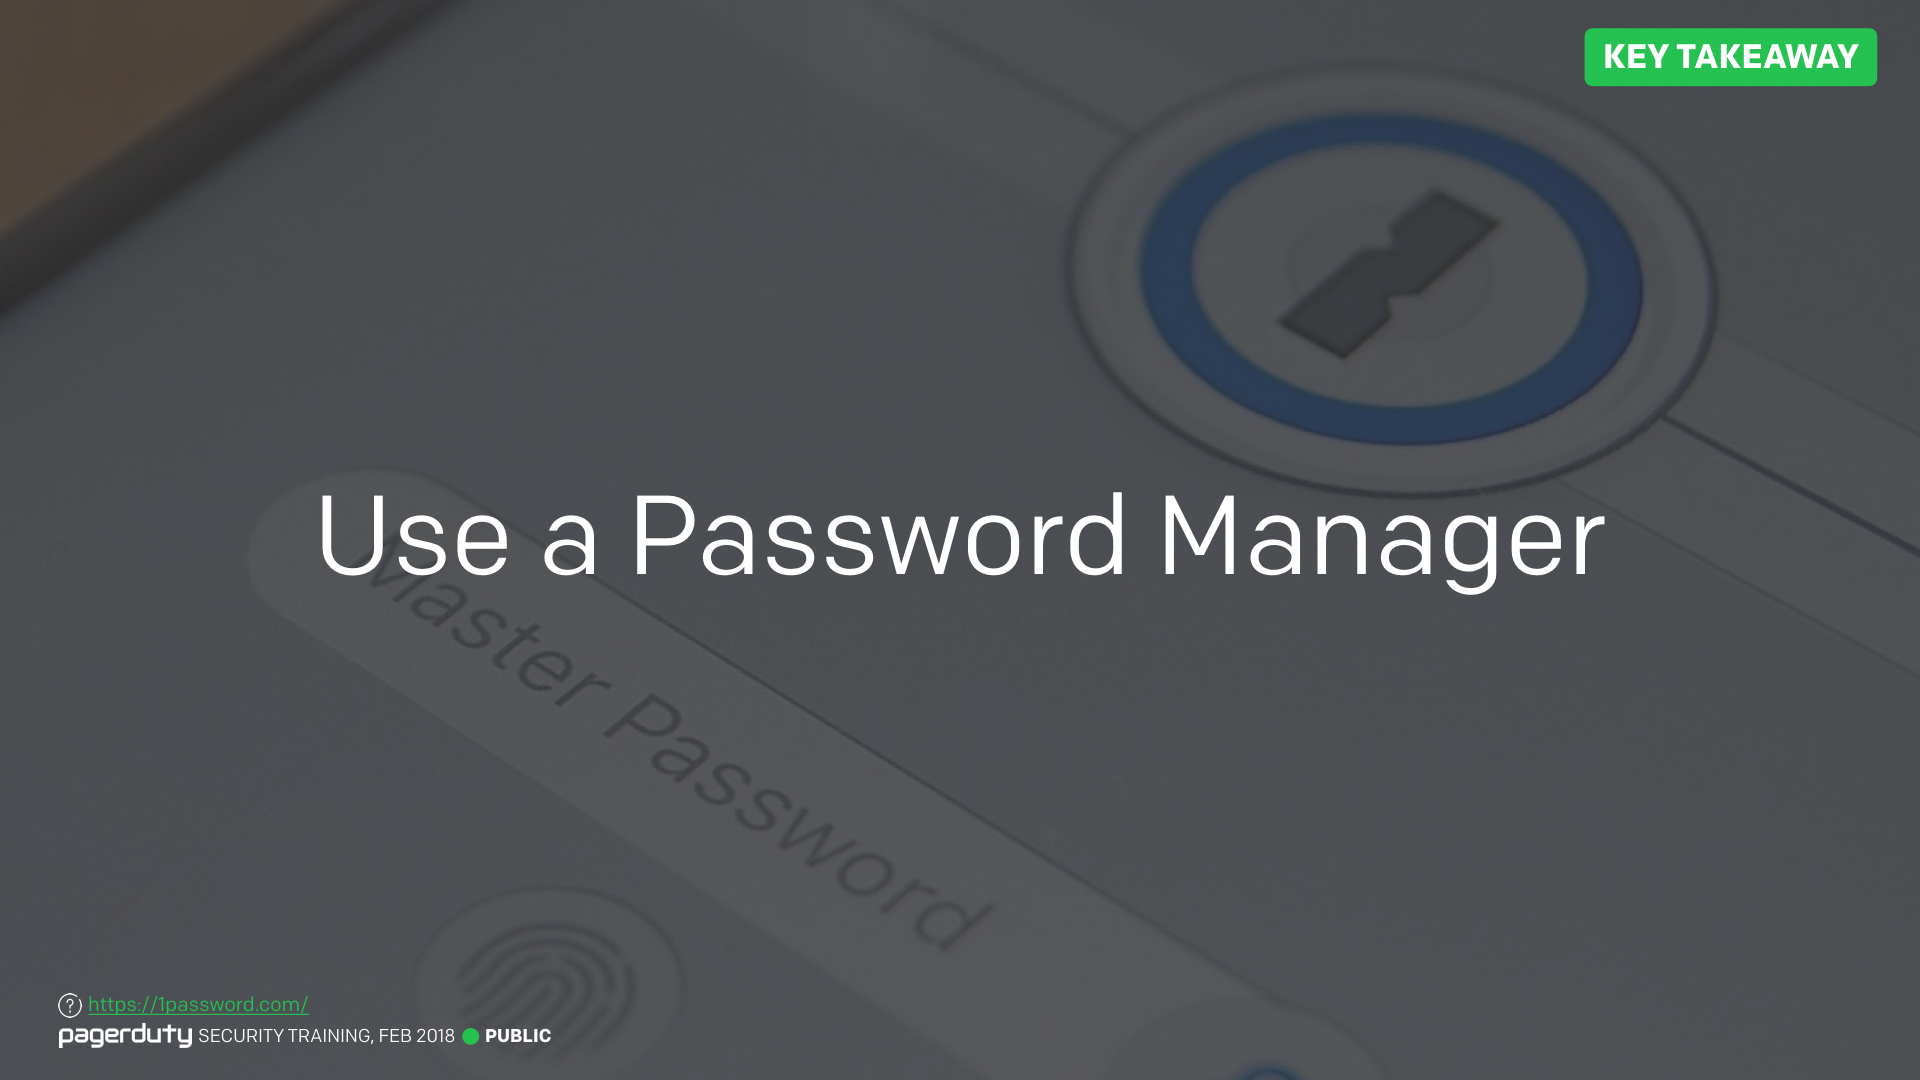 KEY TAKEAWAY
Use a Password Manager
Master Password
https://1password.com/
pagerduty SECURITY TRAINING, FEB 2018 PUBLIC